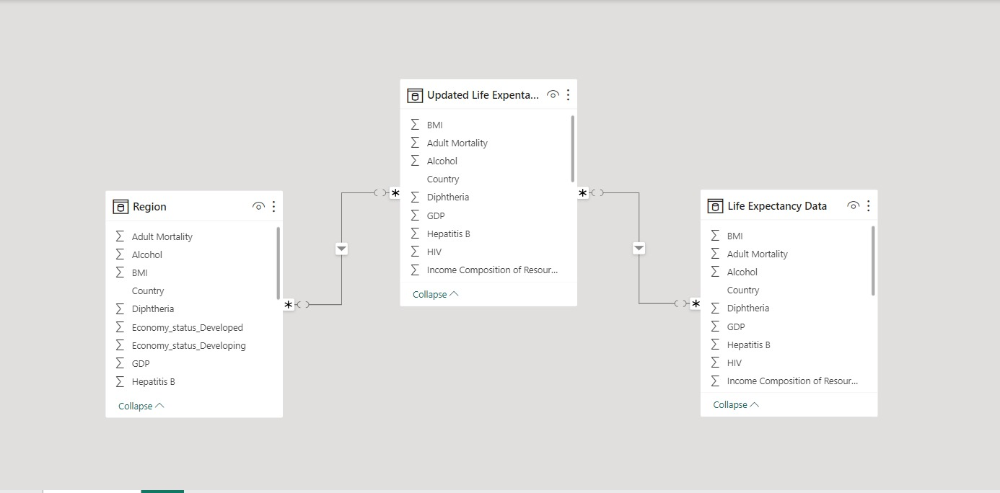 Region
Adult Mortality
Alcohol
BMI
Country
Diphtheria
Economy_status_Developed
Economy_status_Developing
GDP
Hepatitis B
Collapse
Updated Life Expenta...
BMI
Adult Mortality
Alcohol
Country
Diphtheria
GDP
Hepatitis B
HIV
Income Composition of Resour...
Collapse
Life Expectancy Data
BMI
Adult Mortality
Alcohol
Country
Diphtheria
GDP
Hepatitis B
HIV
Income Composition of Resour...
Collapse